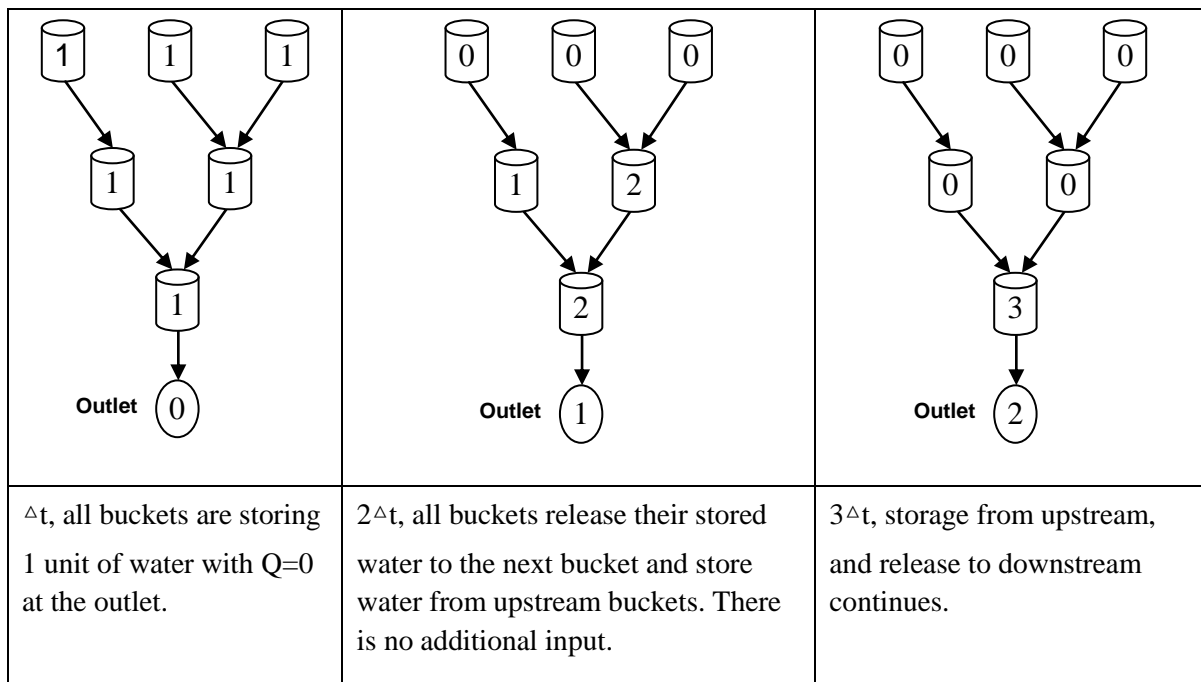 1 1 1
1 1
1
Outlet 0
0 0 0
1 2
2
Outlet 1
0 0 0
0 0
3
Outlet 2
△t, all buckets are storing
1 unit of water with Q=0
at the outlet.
2△t, all buckets release their stored
water to the next bucket and store
water from upstream buckets. There
is no additional input.
3△t, storage from upstream,
and release to downstream
continues.